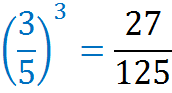 (3/5)³ = 27/125